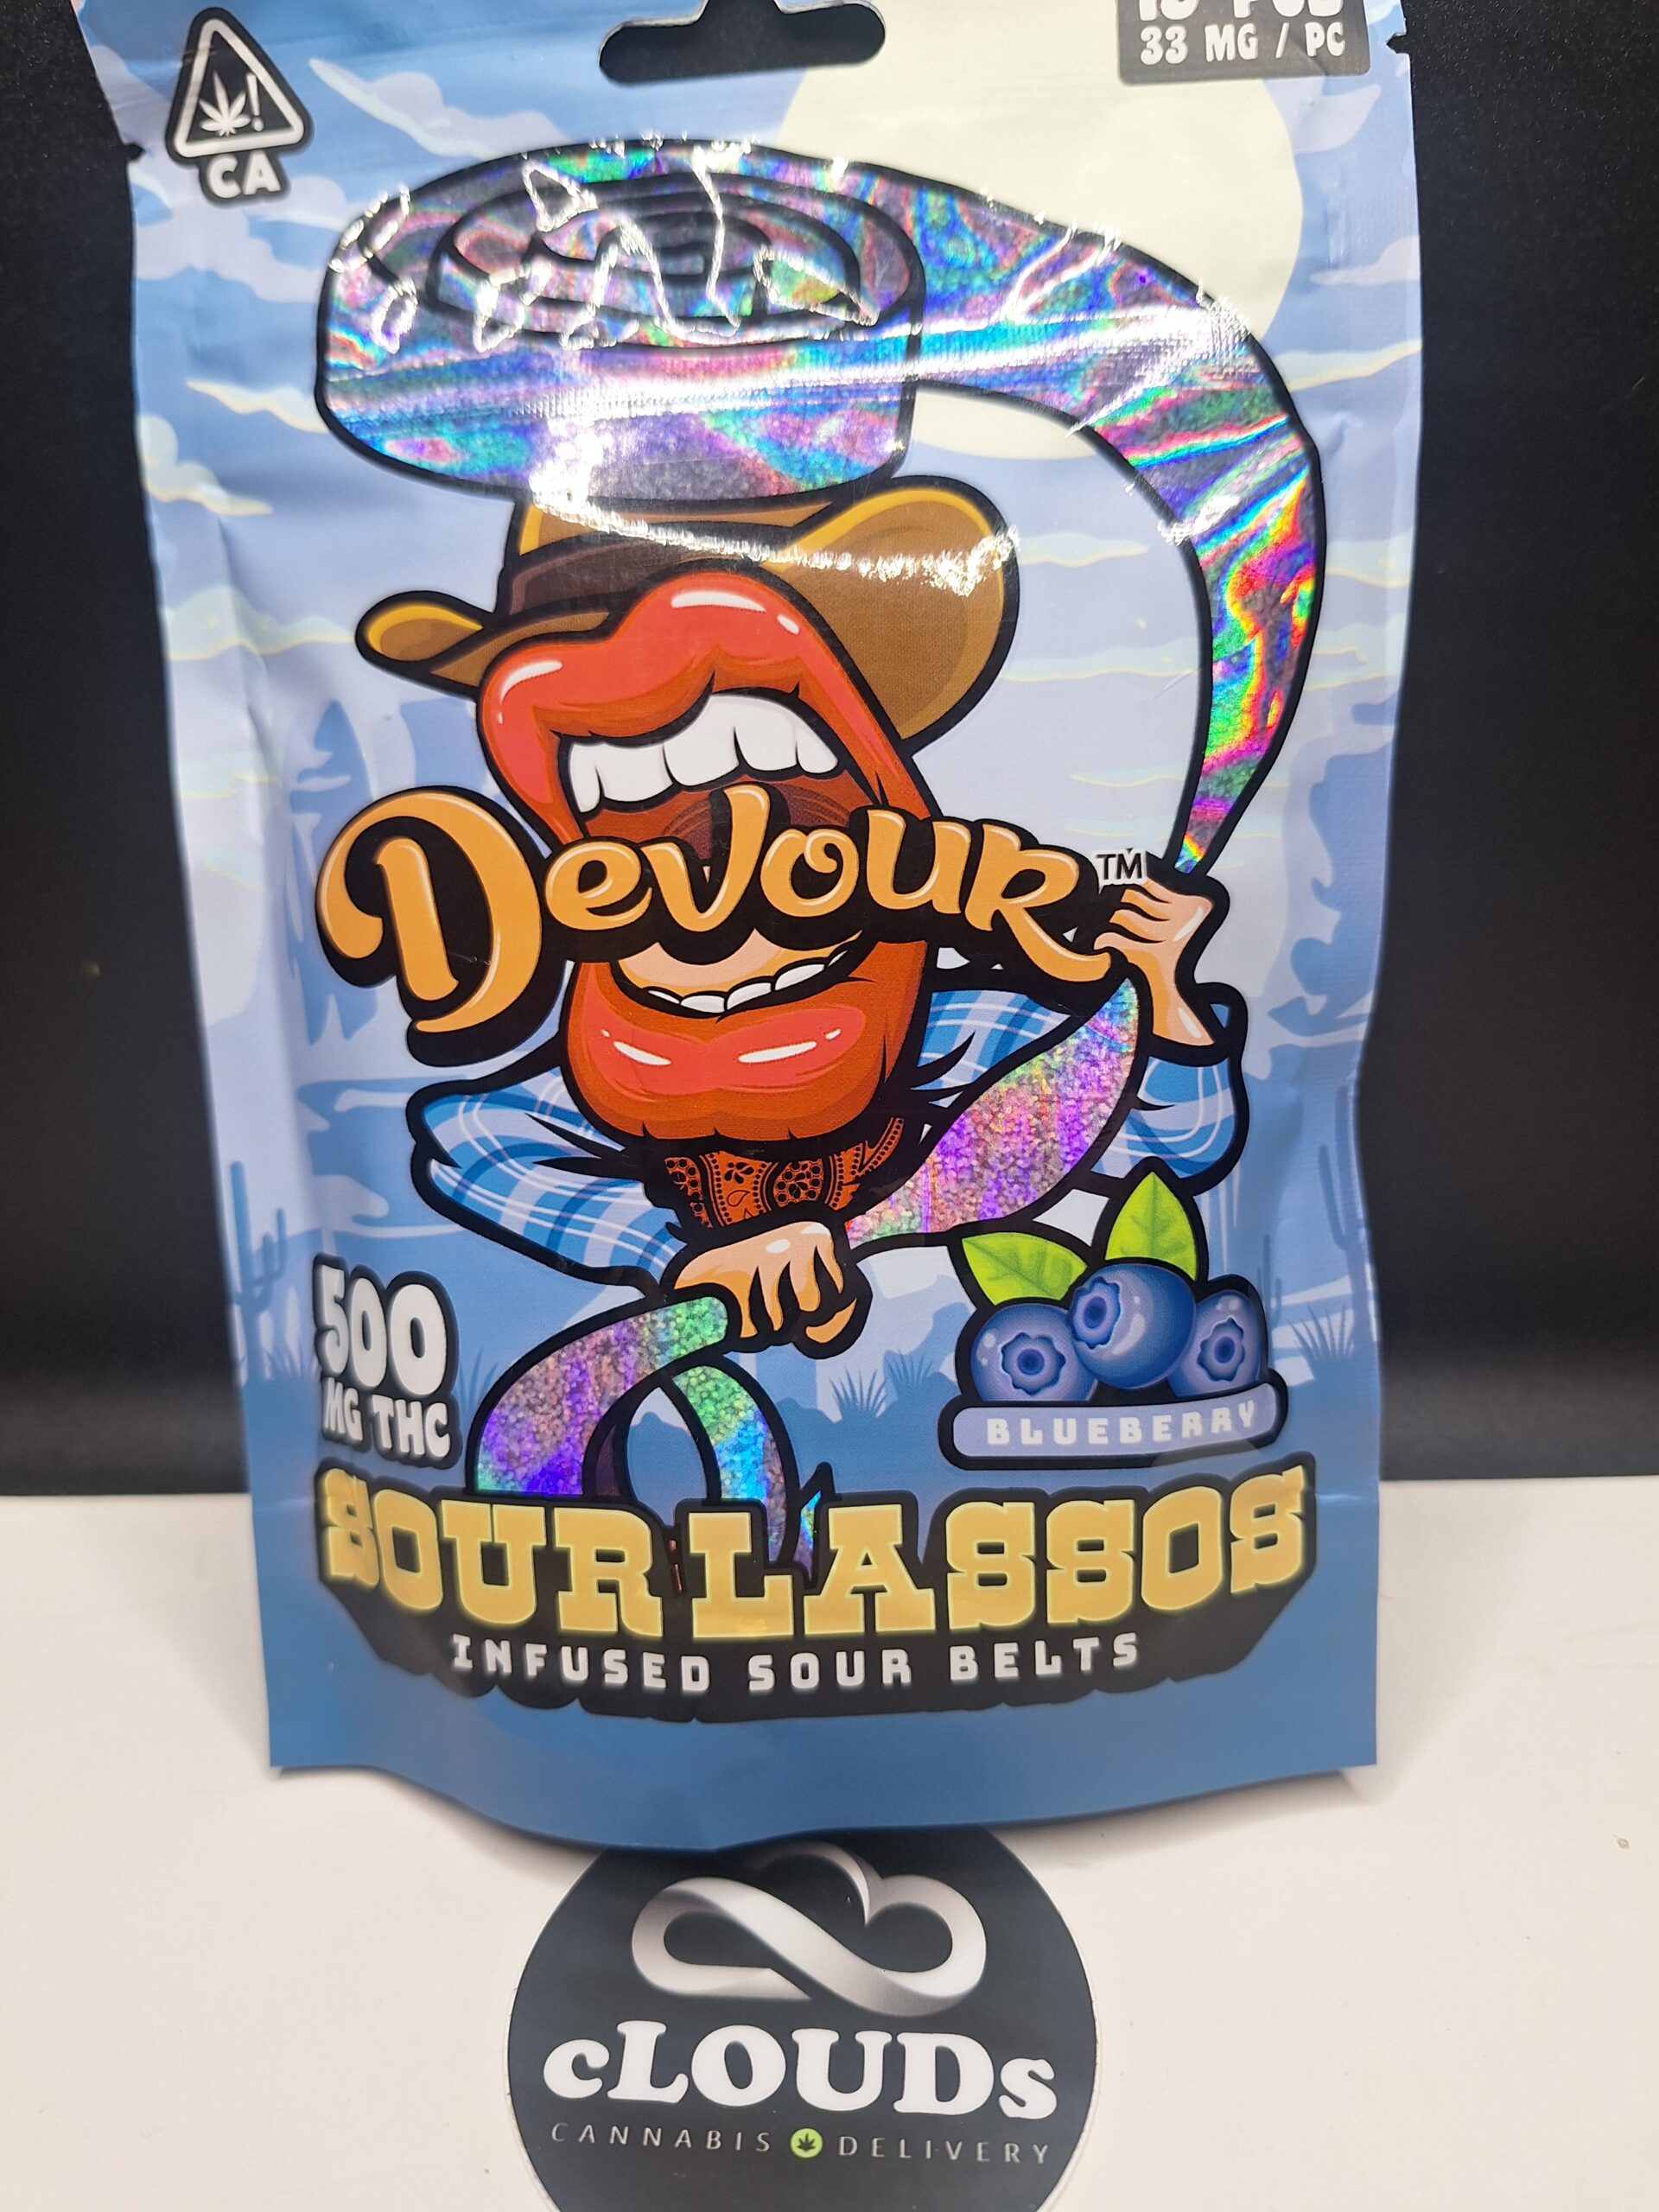 33 MG / PC
CA
DEVOUR™
500
MG THC
BLUEBERRY
SOUR LASSOS
INFUSED SOUR BELTS
cLOUDs
CANNABIS DELIVERY